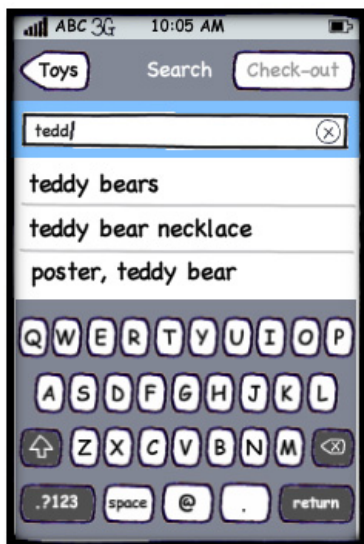 ABC 3G 10:05 AM
Toys Search Check-out
tedd
teddy bears
teddy bear necklace
poster, teddy bear
Q W E R T Y U I O P
A S D F G H J K L
Z X C V B N M
.?123 space @ . return